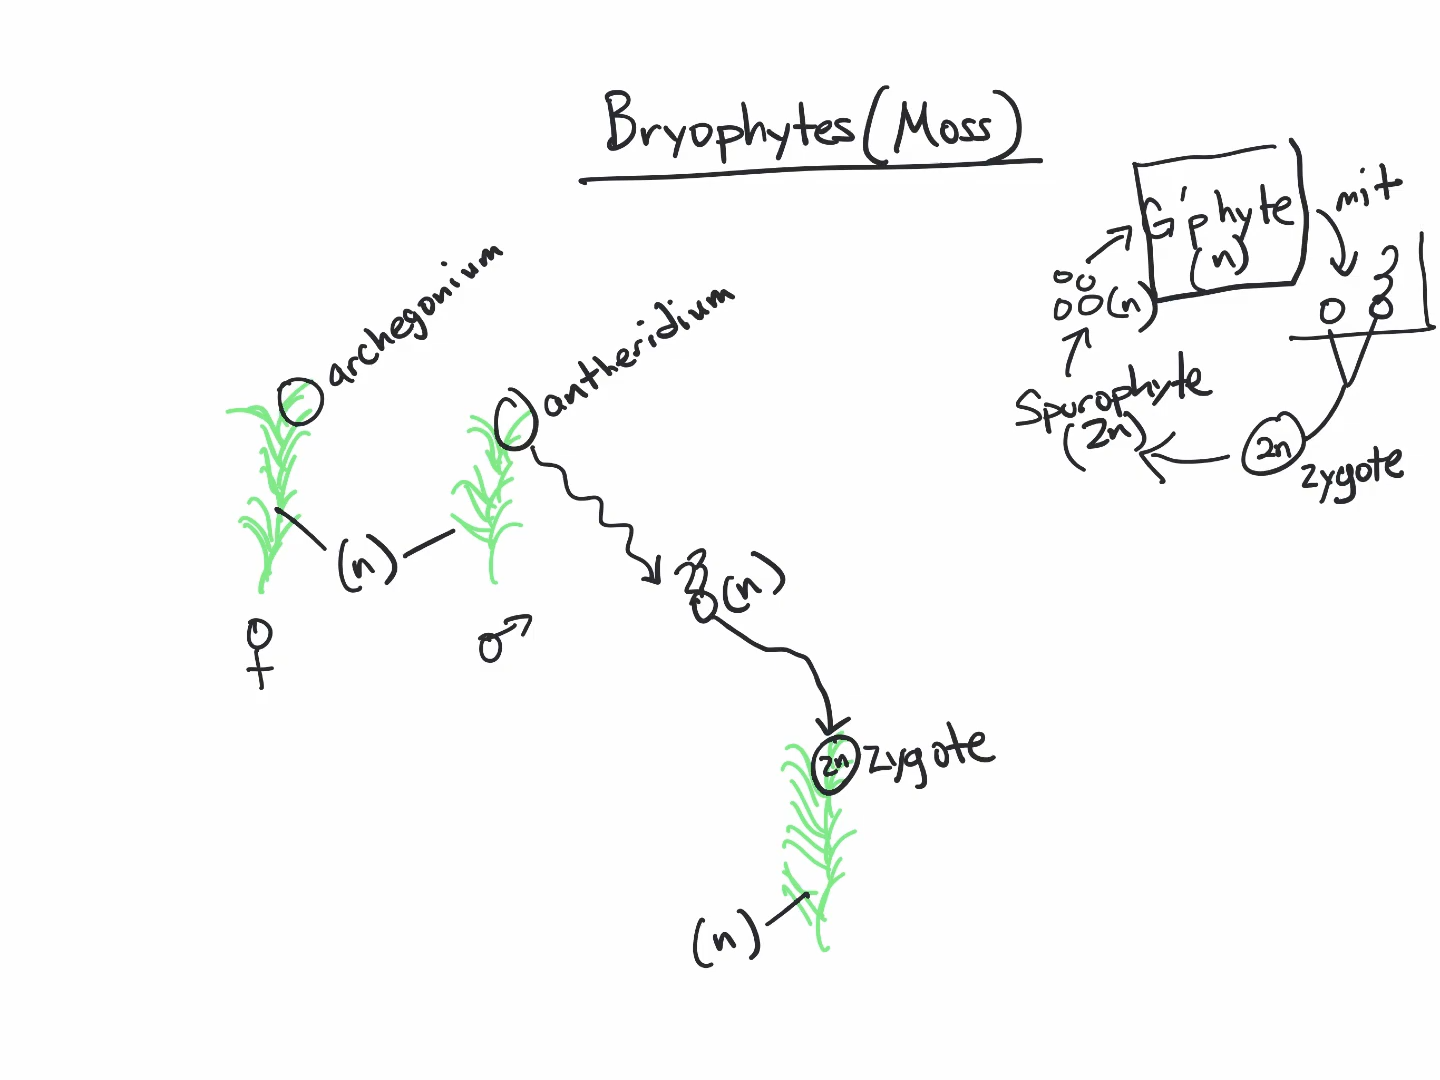 Bryophytes (Moss)
archegonium
antheridium
(n)
♀
♂
(n)
2n zygote
(n)
G'phyte
(n)
mit
(n)
Sporophyte
(2n)
2n
zygote